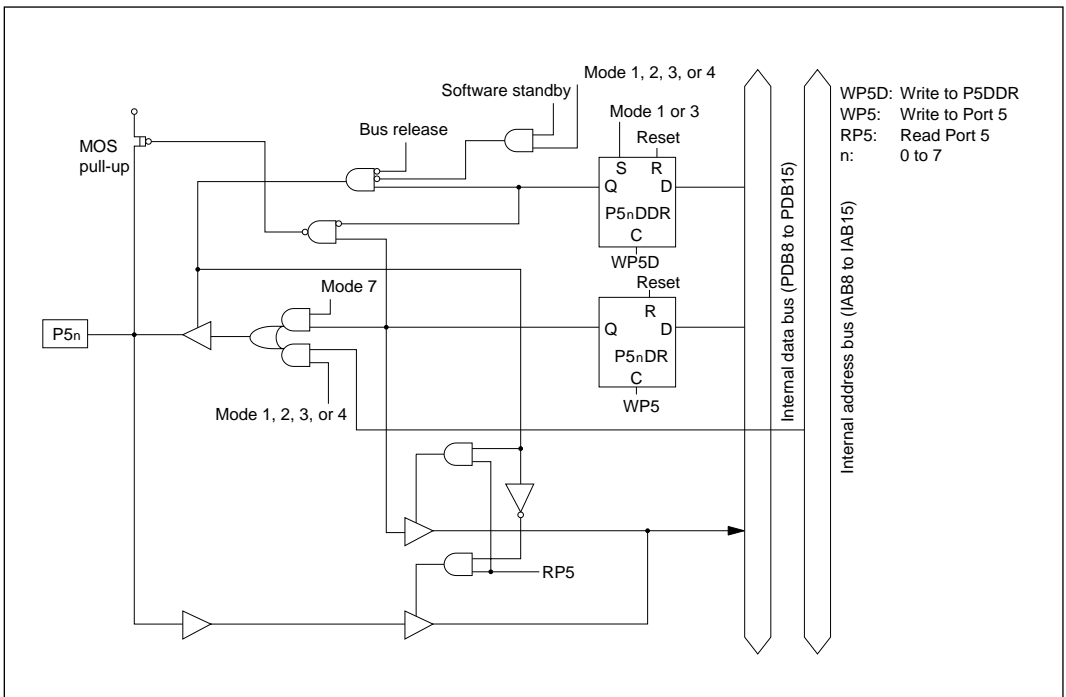 Mode 1, 2, 3, or 4
Software standby
Mode 1 or 3
Bus release
Reset
MOS
pull-up
S R
Q D
P5nDDR
C
WP5D
Reset
Mode 7
R
Q D
P5n
P5nDR
C
WP5
Mode 1, 2, 3, or 4
RP5
Internal data bus (PDB8 to PDB15)
Internal address bus (IAB8 to IAB15)
WP5D: Write to P5DDR
WP5: Write to Port 5
RP5: Read Port 5
n: 0 to 7